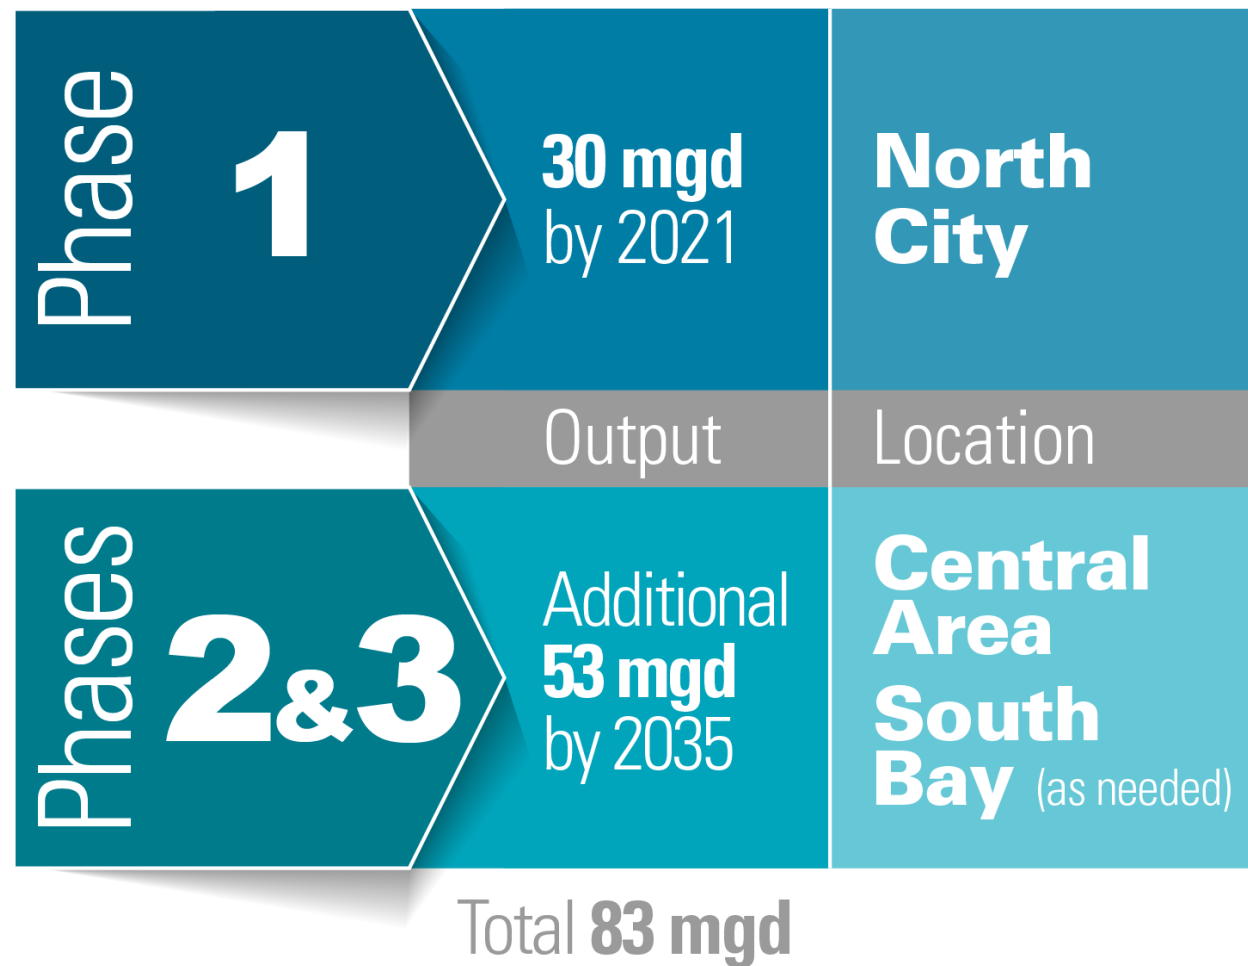 Phase
1
30 mgd
by 2021
North
City
Output
Location
Phases
2&3
Additional
53 mgd
by 2035
Central
Area
South
Bay (as needed)
Total 83 mgd